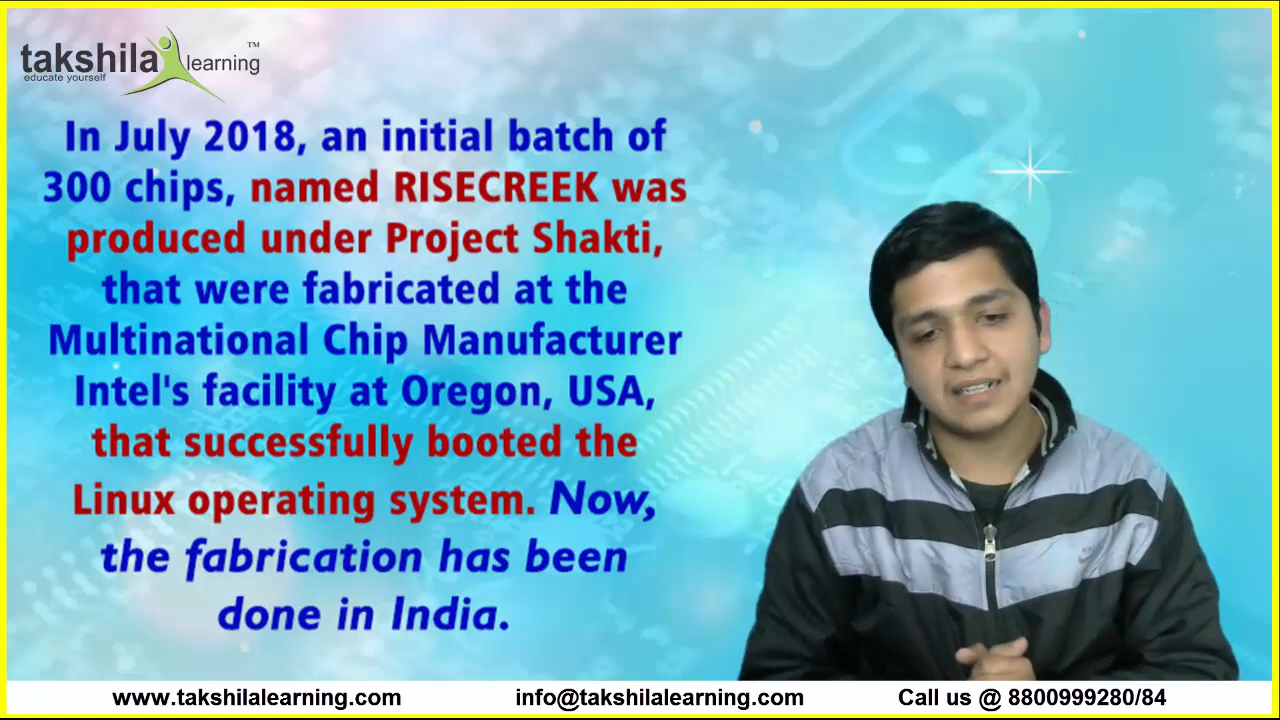 takshila learning™
educate yourself
In July 2018, an initial batch of
300 chips, named RISECREEK was
produced under Project Shakti,
that were fabricated at the
Multinational Chip Manufacturer
Intel's facility at Oregon, USA,
that successfully booted the
Linux operating system. Now,
the fabrication has been
done in India.
www.takshilalearning.com info@takshilalearning.com Call us @ 8800999280/84